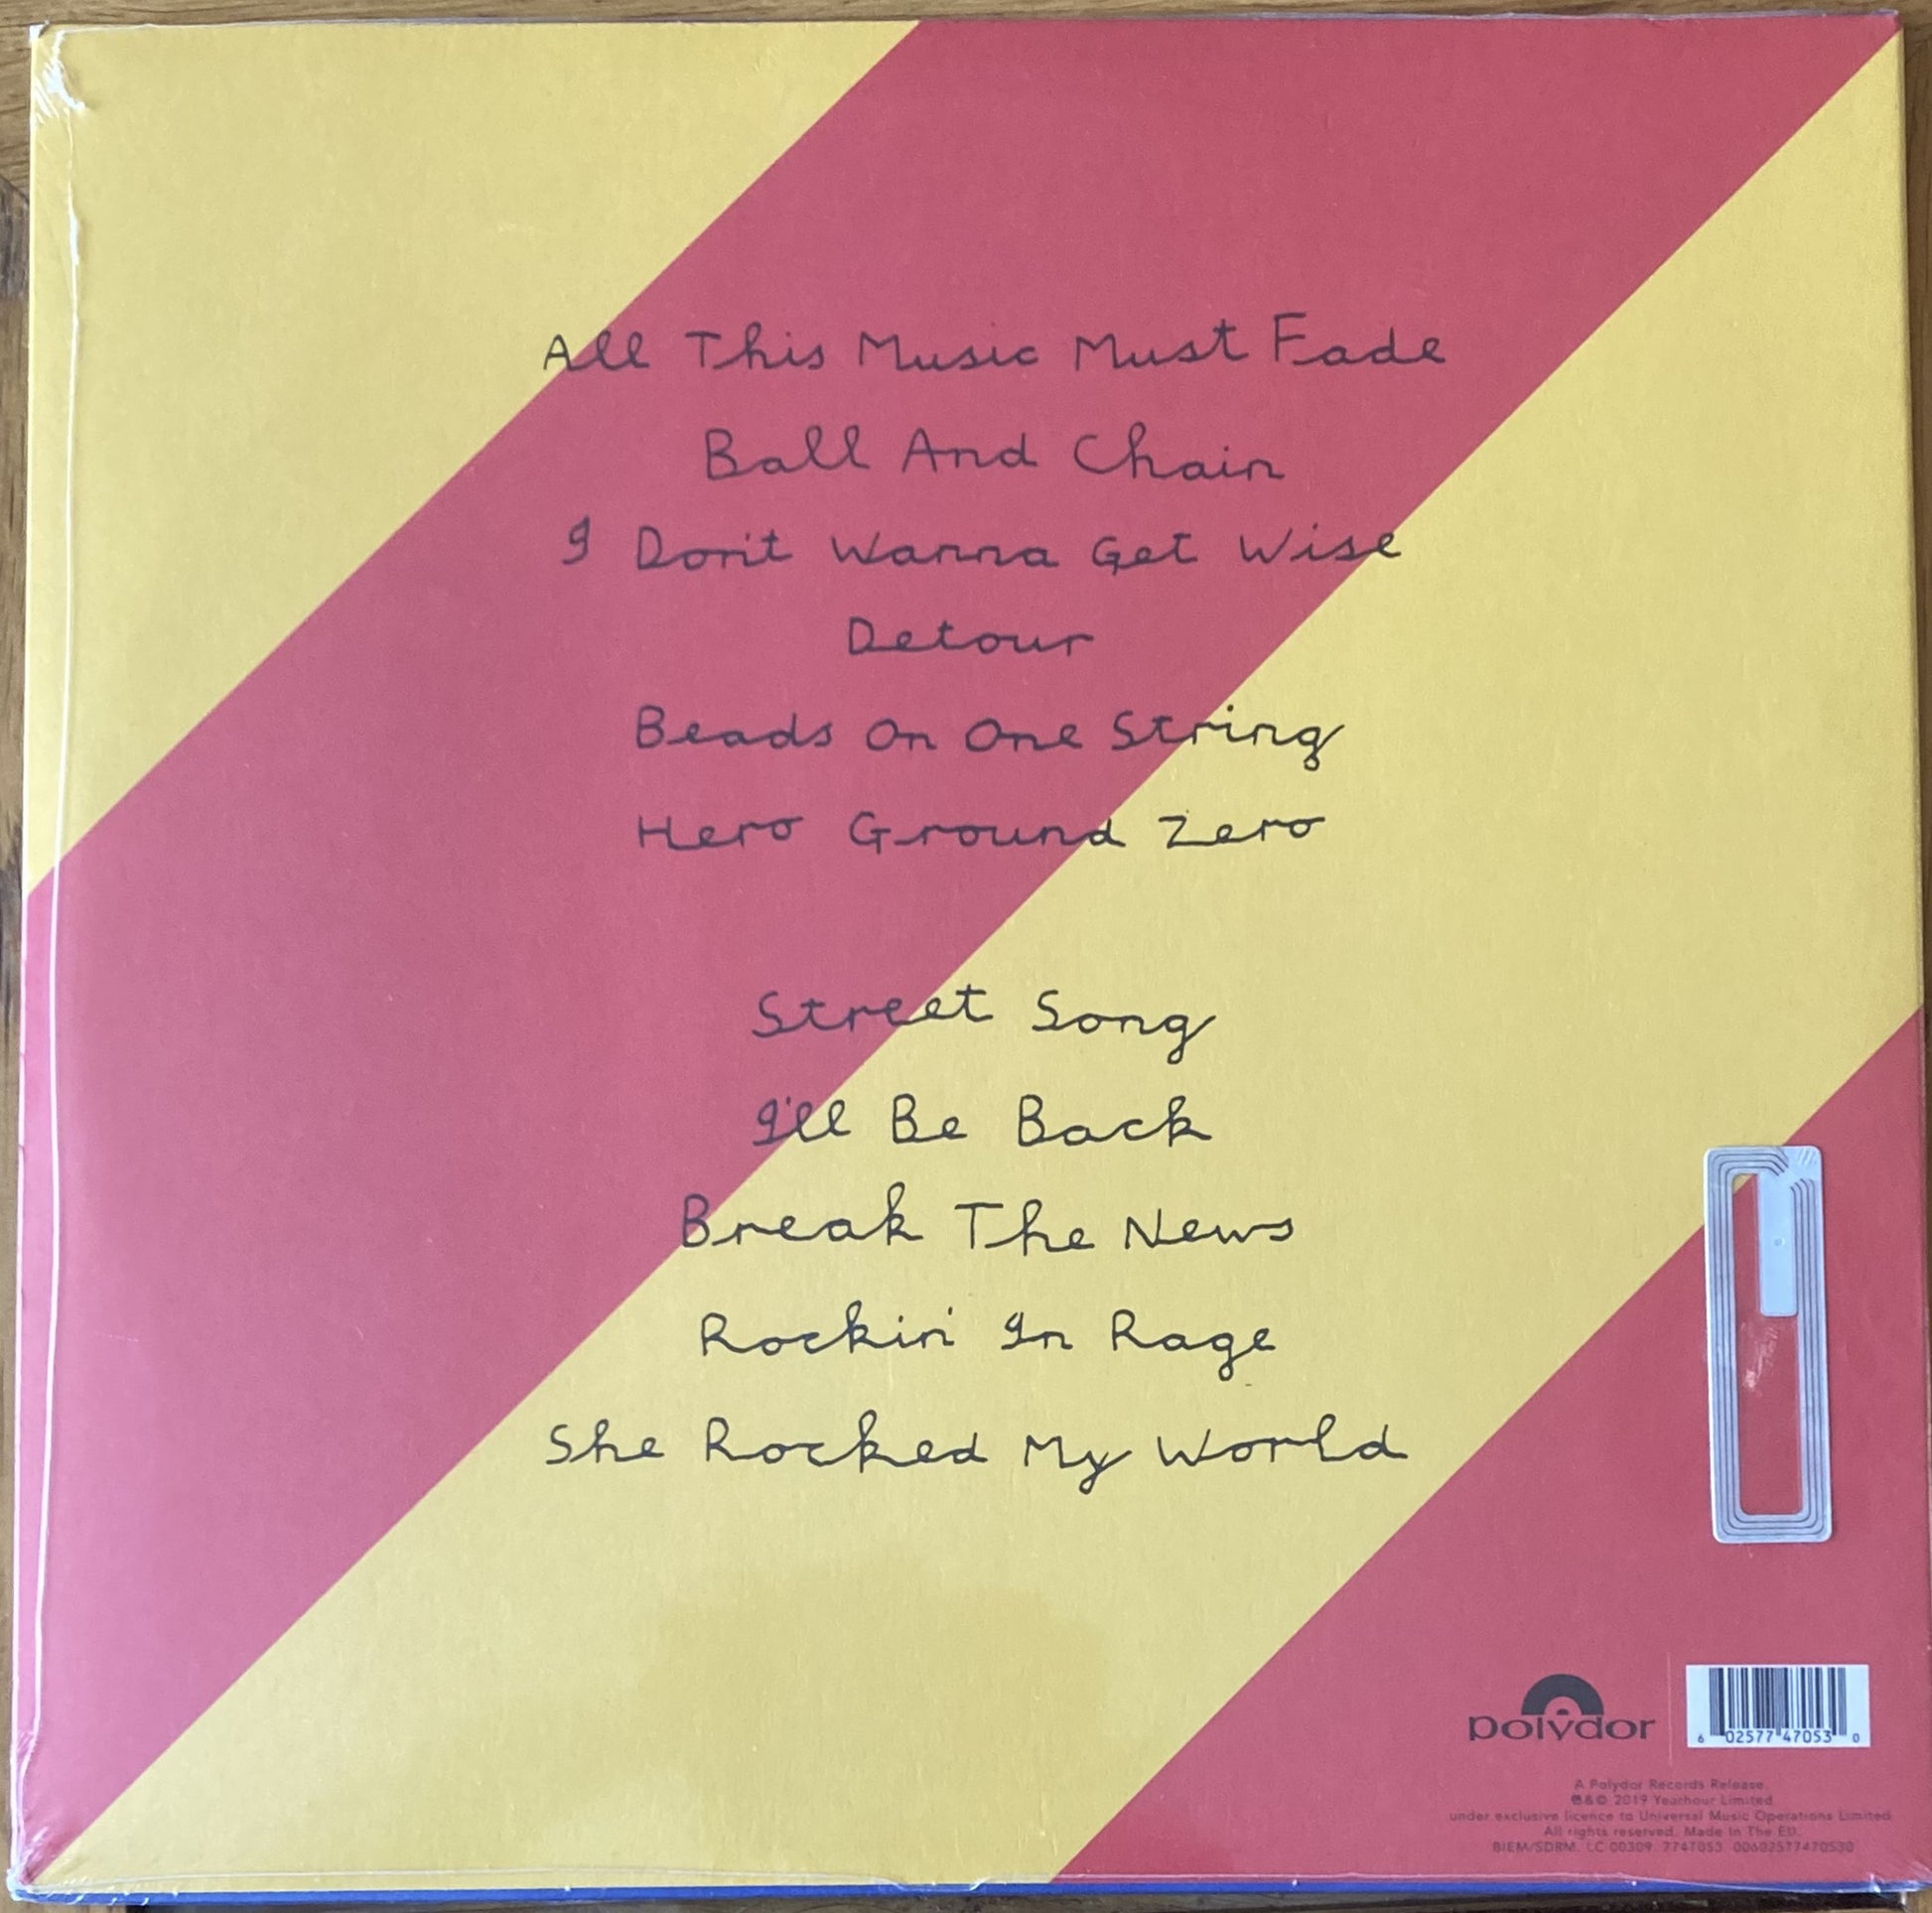 All This Music Must Fade
Ball And Chain
I Don't Wanna Get Wise
Detour
Beads On One String
Hero Ground Zero
Street Song
I'll Be Back
Break The News
Rockin' In Rage
She Rocked My World
polydor
6 02577 47053 0
A Polydor Records Release.
℗&© 2019 Yearhour Limited
under exclusive licence to Universal Music Operations Limited.
All rights reserved. Made In The EU.
BIEM/SDRM. LC 00309. 7747053 00602577470530